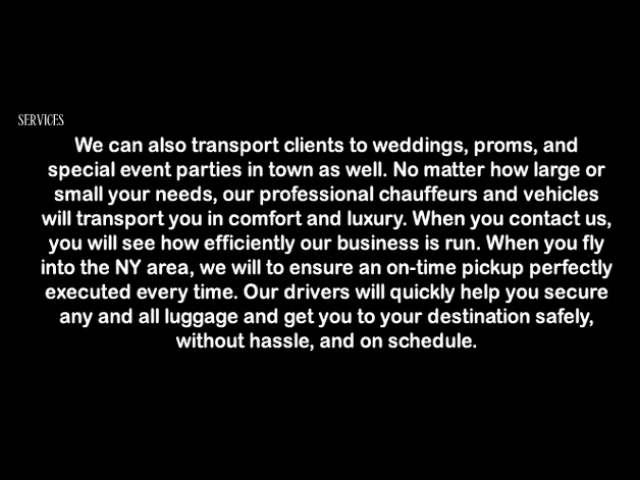 SERVICES
We can also transport clients to weddings, proms, and
special event parties in town as well. No matter how large or
small your needs, our professional chauffeurs and vehicles
will transport you in comfort and luxury. When you contact us,
you will see how efficiently our business is run. When you fly
into the NY area, we will to ensure an on-time pickup perfectly
executed every time. Our drivers will quickly help you secure
any and all luggage and get you to your destination safely,
without hassle, and on schedule.